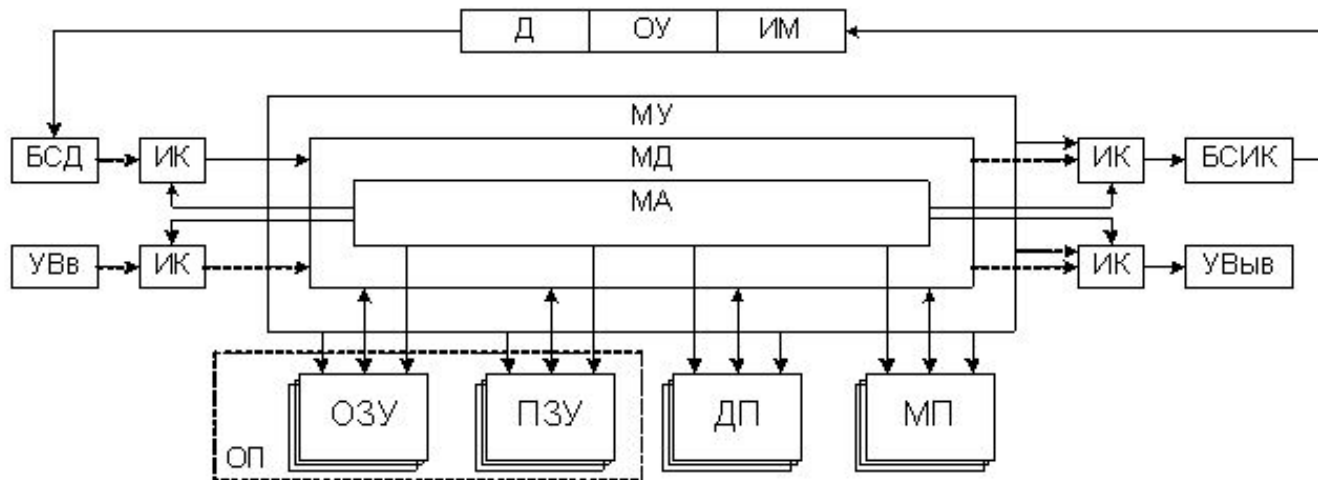 Д ОУ ИМ
МУ
БСД ИК МД ИК БСИК
МА
УВв ИК ИК УВыв
ОЗУ ПЗУ ДП МП
ОП